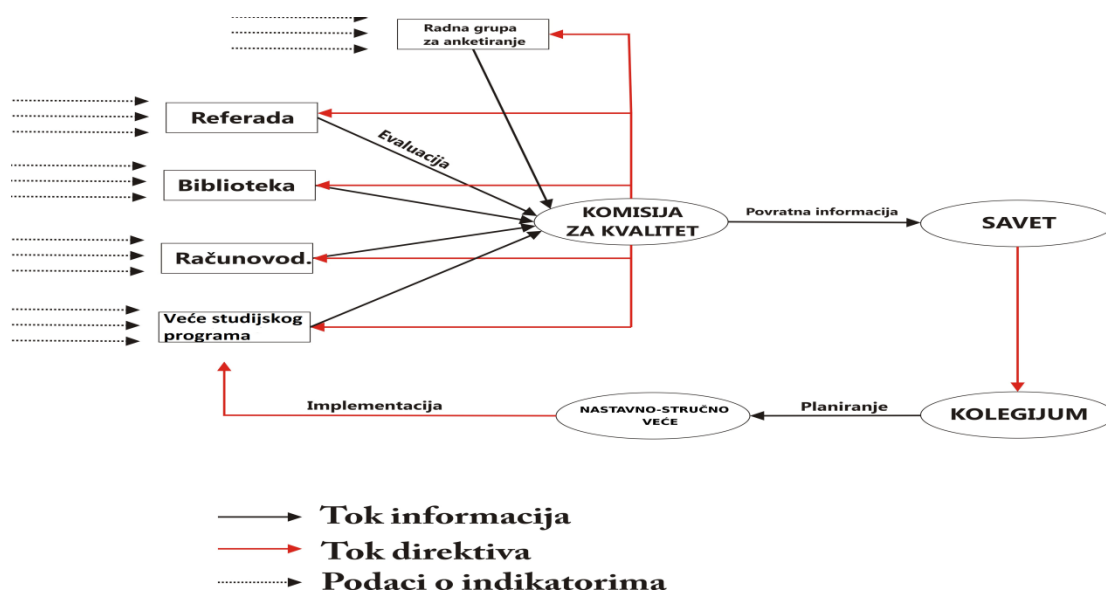 Radna grupa
za anketiranje
Referada
Evaluacija
Biblioteka
KOMISIJA
ZA KVALITET
Povratna informacija
SAVET
Računovod.
Veće studijskog
programa
Implementacija
NASTAVNO-STRUČNO
VEĆE
Planiranje
KOLEGIJUM
Tok informacija
Tok direktiva
Podaci o indikatorima